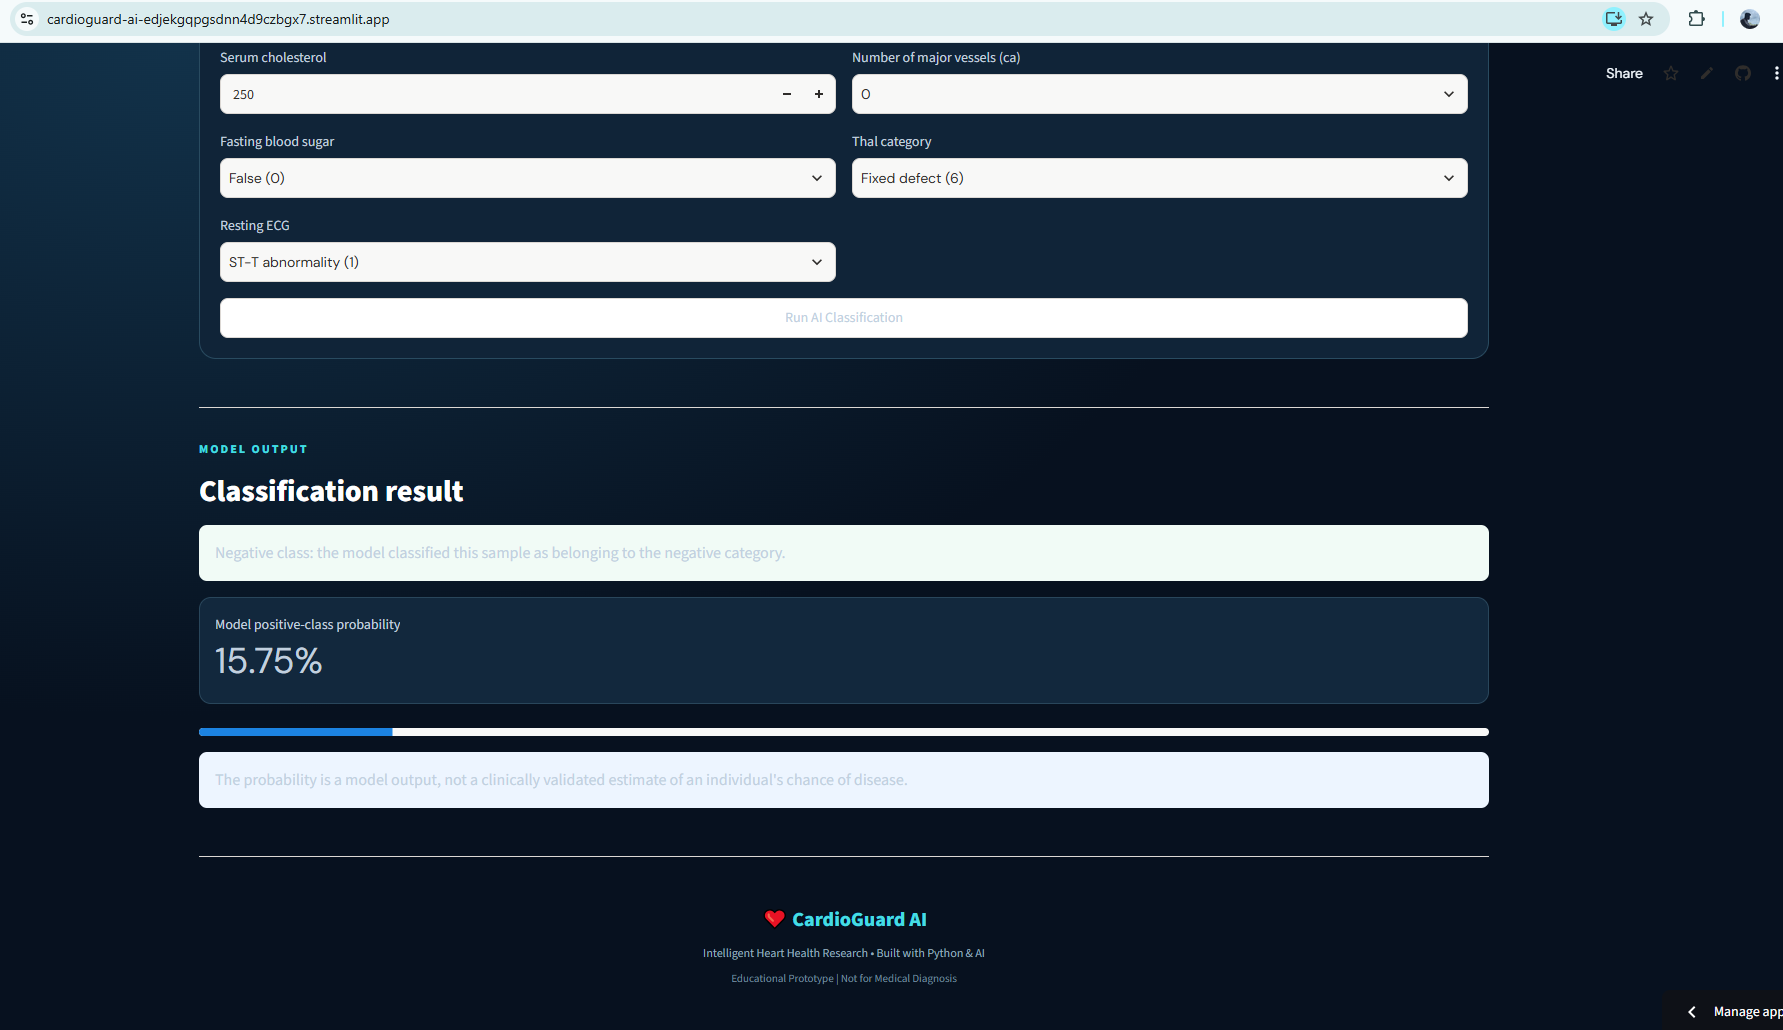 cardioguard-ai-edjekgqpgsdnn4d9czbgx7.streamlit.app
Share
Serum cholesterol
250
Number of major vessels (ca)
0
Fasting blood sugar
False (0)
Thal category
Fixed defect (6)
Resting ECG
ST-T abnormality (1)
Run AI Classification
MODEL OUTPUT
Classification result
Negative class: the model classified this sample as belonging to the negative category.
Model positive-class probability
15.75%
The probability is a model output, not a clinically validated estimate of an individual's chance of disease.
CardioGuard AI
Intelligent Heart Health Research • Built with Python & AI
Educational Prototype | Not for Medical Diagnosis
Manage app